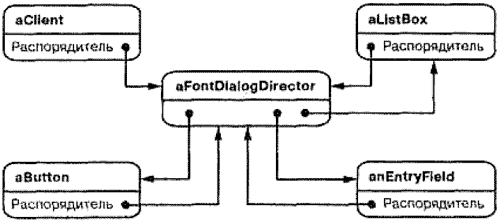 aClient
Распорядитель
aListBox
Распорядитель
aFontDialogDirector
aButton
Распорядитель
anEntryField
Распорядитель